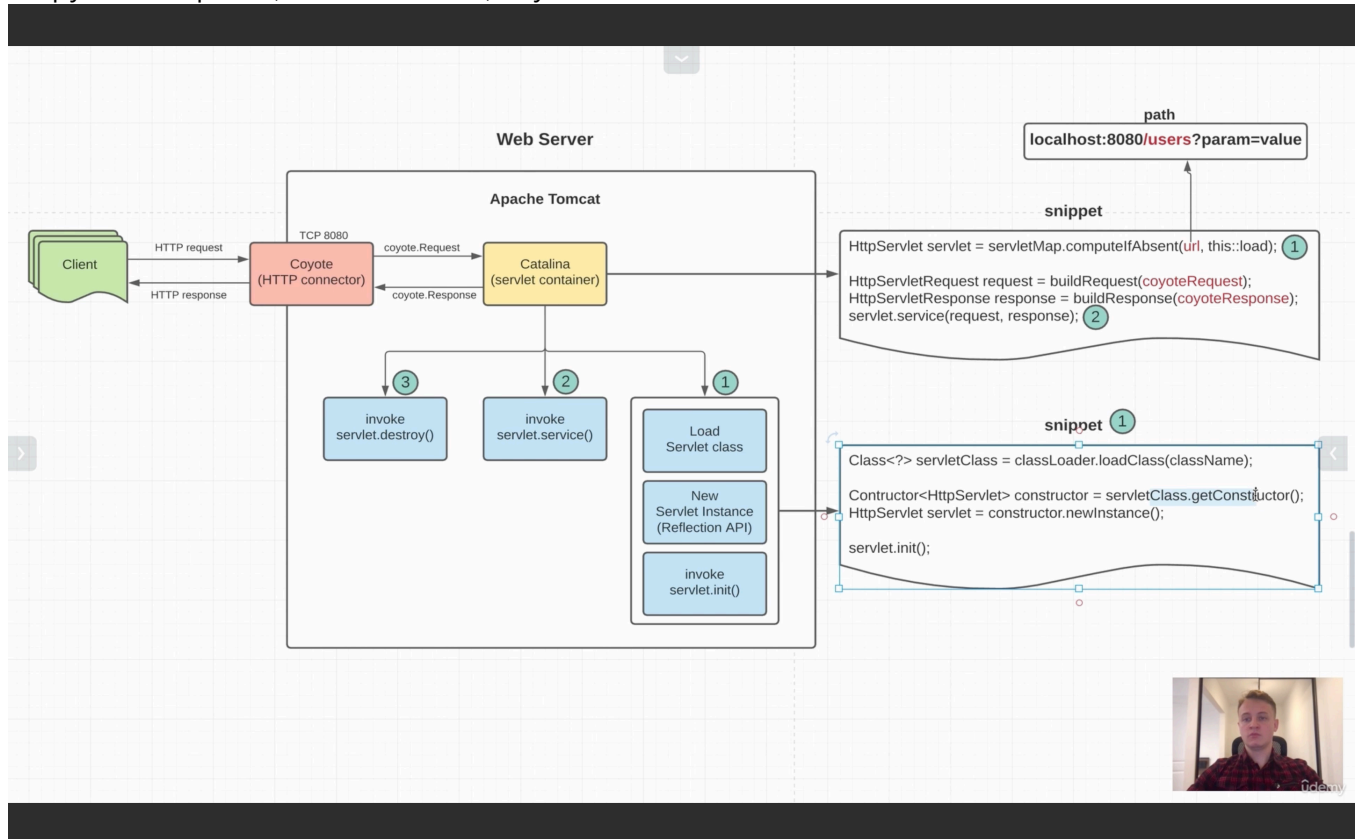 path
localhost:8080/users?param=value
Web Server
Apache Tomcat
snippet
TCP 8080
HTTP request
coyote.Request
Client
Coyote
(HTTP connector)
Catalina
(servlet container)
HTTP response
coyote.Response
HttpServlet servlet = servletMap.computeIfAbsent(url, this::load); 1
HttpServletRequest request = buildRequest(coyoteRequest);
HttpServletResponse response = buildResponse(coyoteResponse);
servlet.service(request, response); 2
3
2
1
invoke
servlet.destroy()
invoke
servlet.service()
Load
Servlet class
New
Servlet Instance
(Reflection API)
invoke
servlet.init()
snippet 1
Class<?> servletClass = classLoader.loadClass(className);
Contructor<HttpServlet> constructor = servletClass.getConstructor();
HttpServlet servlet = constructor.newInstance();
servlet.init();
ûdemy